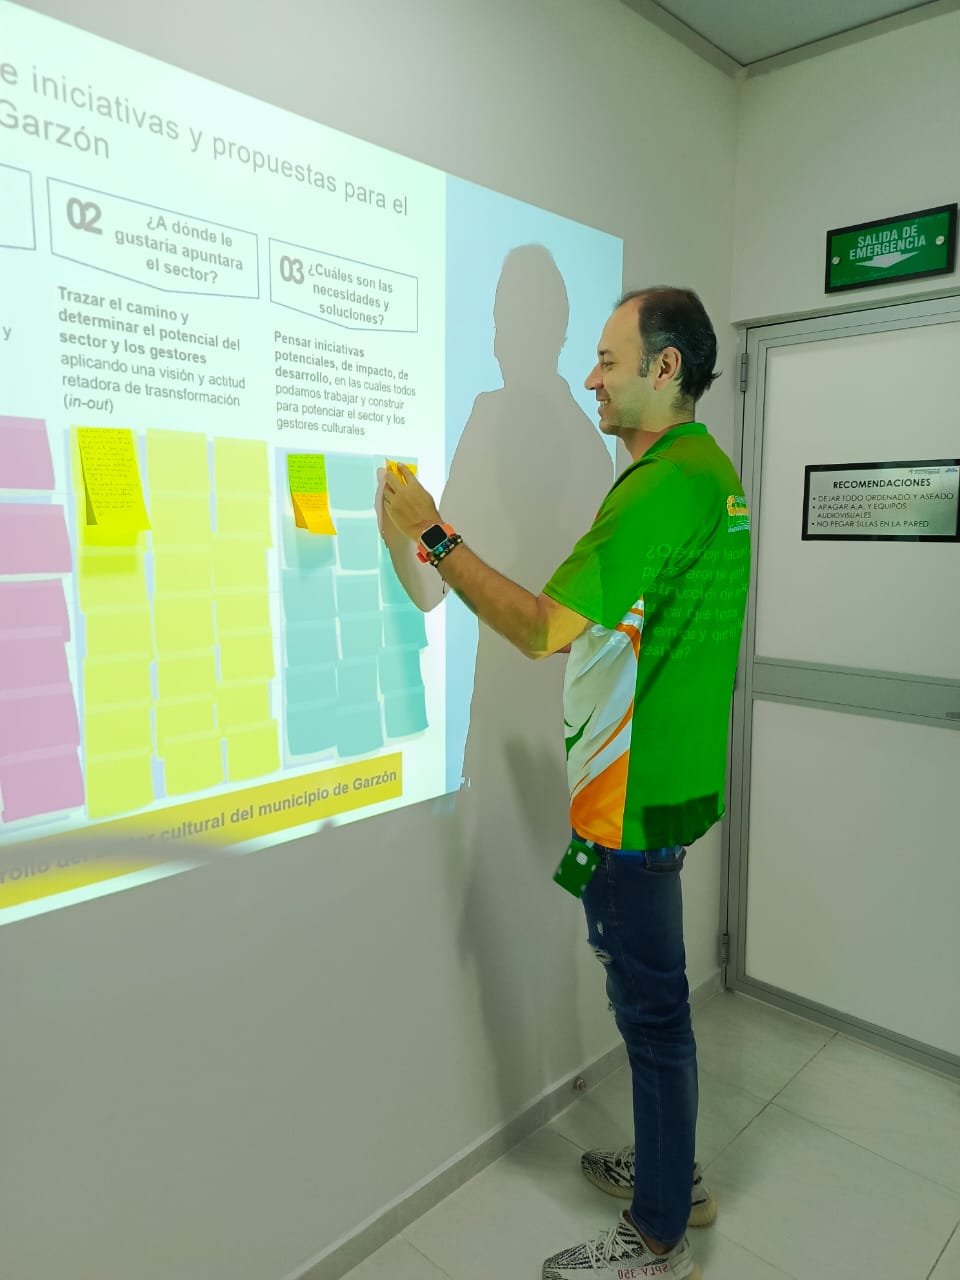 e iniciativas y propuestas para el
Garzón
02
¿A dónde le
gustaría apuntara
el sector?
03
¿Cuáles son las
necesidades y
soluciones?
y
Trazar el camino y
determinar el potencial del
sector y los gestores
aplicando una visión y actitud
retadora de trasnsformación
(in-out)
Pensar iniciativas
potenciales, de impacto, de
desarrollo, en las cuales todos
podamos trabajar y construir
para potenciar el sector y los
gestores culturales
cultural del municipio de Garzón
SALIDA DE
EMERGENCIA
RECOMENDACIONES
• DEJAR TODO ORDENADO Y ASEADO
• APAGAR A.A. Y EQUIPOS
AUDIOVISUALES
• NO PEGAR SILLAS EN LA PARED
SPLY-350